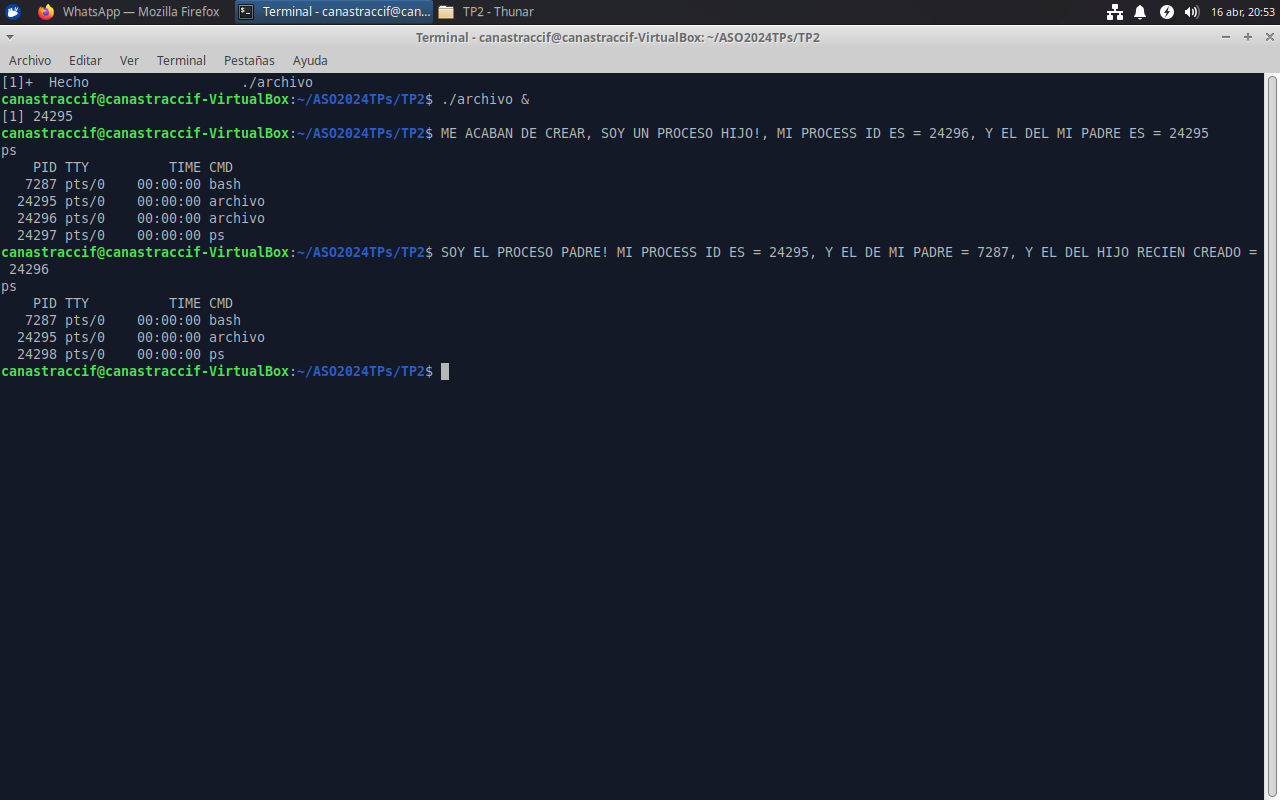 WhatsApp — Mozilla Firefox
Terminal - canastraccif@can...
TP2 - Thunar
16 abr, 20:53
Terminal - canastraccif@canastraccif-VirtualBox: ~/ASO2024TPs/TP2
Archivo Editar Ver Terminal Pestañas Ayuda
[1]+  Hecho                   ./archivo
canastraccif@canastraccif-VirtualBox:~/ASO2024TPs/TP2$ ./archivo &
[1] 24295
canastraccif@canastraccif-VirtualBox:~/ASO2024TPs/TP2$ ME ACABAN DE CREAR, SOY UN PROCESO HIJO!, MI PROCESS ID ES = 24296, Y EL DEL MI PADRE ES = 24295
ps
    PID TTY          TIME CMD
   7287 pts/0    00:00:00 bash
  24295 pts/0    00:00:00 archivo
  24296 pts/0    00:00:00 archivo
  24297 pts/0    00:00:00 ps
canastraccif@canastraccif-VirtualBox:~/ASO2024TPs/TP2$ SOY EL PROCESO PADRE! MI PROCESS ID ES = 24295, Y EL DE MI PADRE = 7287, Y EL DEL HIJO RECIEN CREADO =
 24296
ps
    PID TTY          TIME CMD
   7287 pts/0    00:00:00 bash
  24295 pts/0    00:00:00 archivo
  24298 pts/0    00:00:00 ps
canastraccif@canastraccif-VirtualBox:~/ASO2024TPs/TP2$